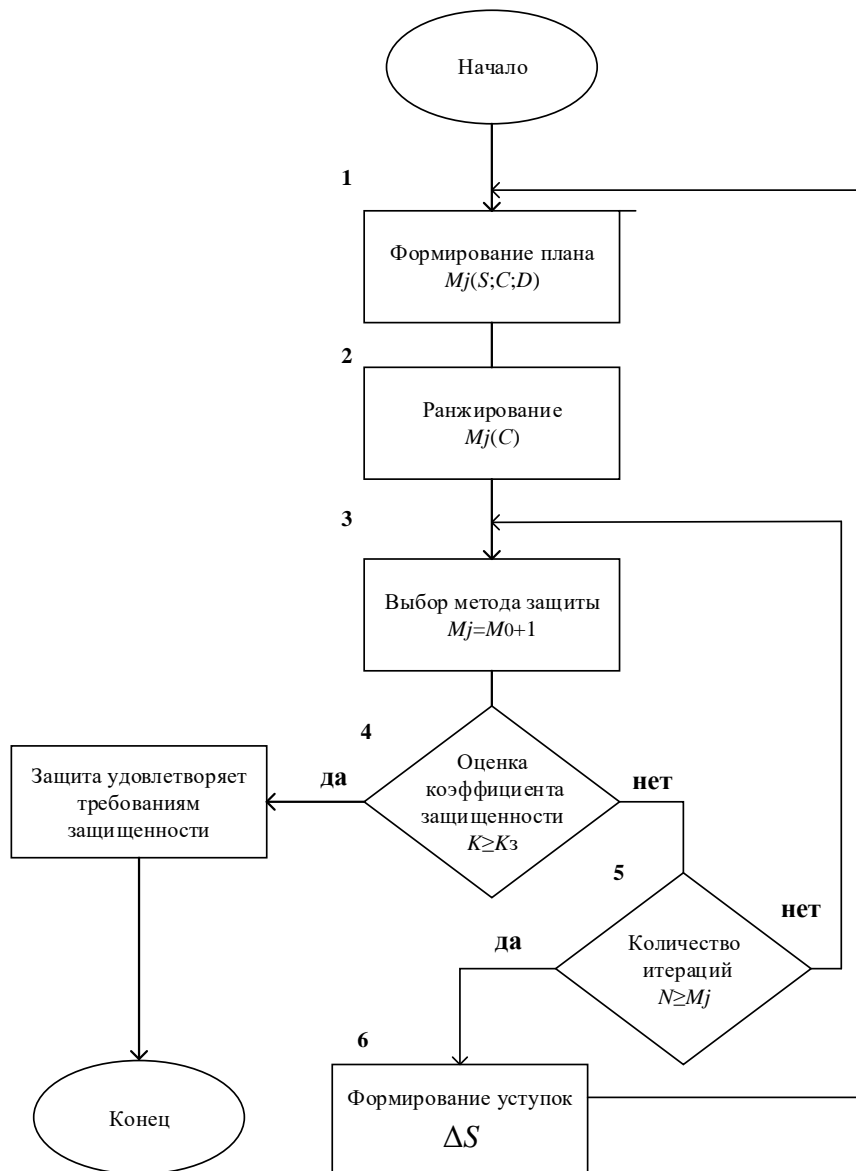 Начало
1
Формирование плана
Mj(S;C;D)
2
Ранжирование
Mj(C)
3
Выбор метода защиты
Mj=M0+1
4
Оценка
коэффициента
защищенности
K≥Kз
да
нет
Защита удовлетворяет
требованиям
защищенности
5
Количество
итераций
N≥Mj
да
нет
6
Формирование уступок
ΔS
Конец